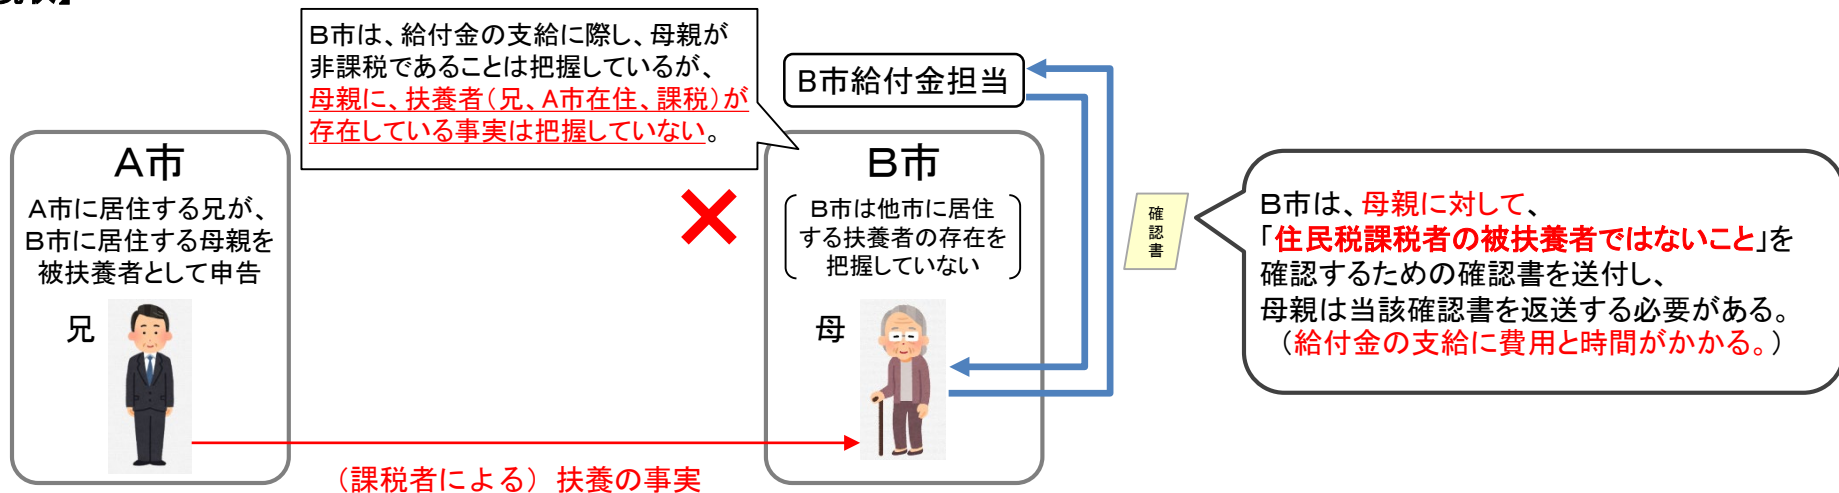 B市は、給付金の支給に際し、母親が
非課税であることは把握しているが、
母親に、扶養者（兄、A市在住、課税）が
存在している事実は把握していない。
B市給付金担当
A市
A市に居住する兄が、
B市に居住する母親を
被扶養者として申告
兄
B市
B市は他市に居住
する扶養者の存在を
把握していない
母
（課税者による）扶養の事実
確認書
B市は、母親に対して、
「住民税課税者の被扶養者ではないこと」を
確認するための確認書を送付し、
母親は当該確認書を返送する必要がある。
（給付金の支給に費用と時間がかかる。）